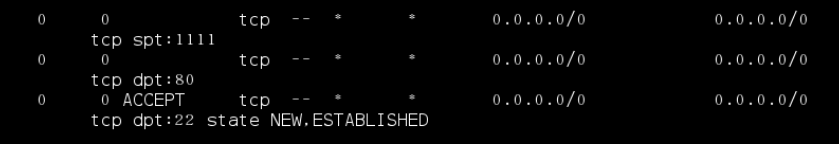 0 0 tcp -- * * 0.0.0.0/0 0.0.0.0/0
tcp spt:1111
0 0 tcp -- * * 0.0.0.0/0 0.0.0.0/0
tcp dpt:80
0 0 ACCEPT tcp -- * * 0.0.0.0/0 0.0.0.0/0
tcp dpt:22 state NEW,ESTABLISHED